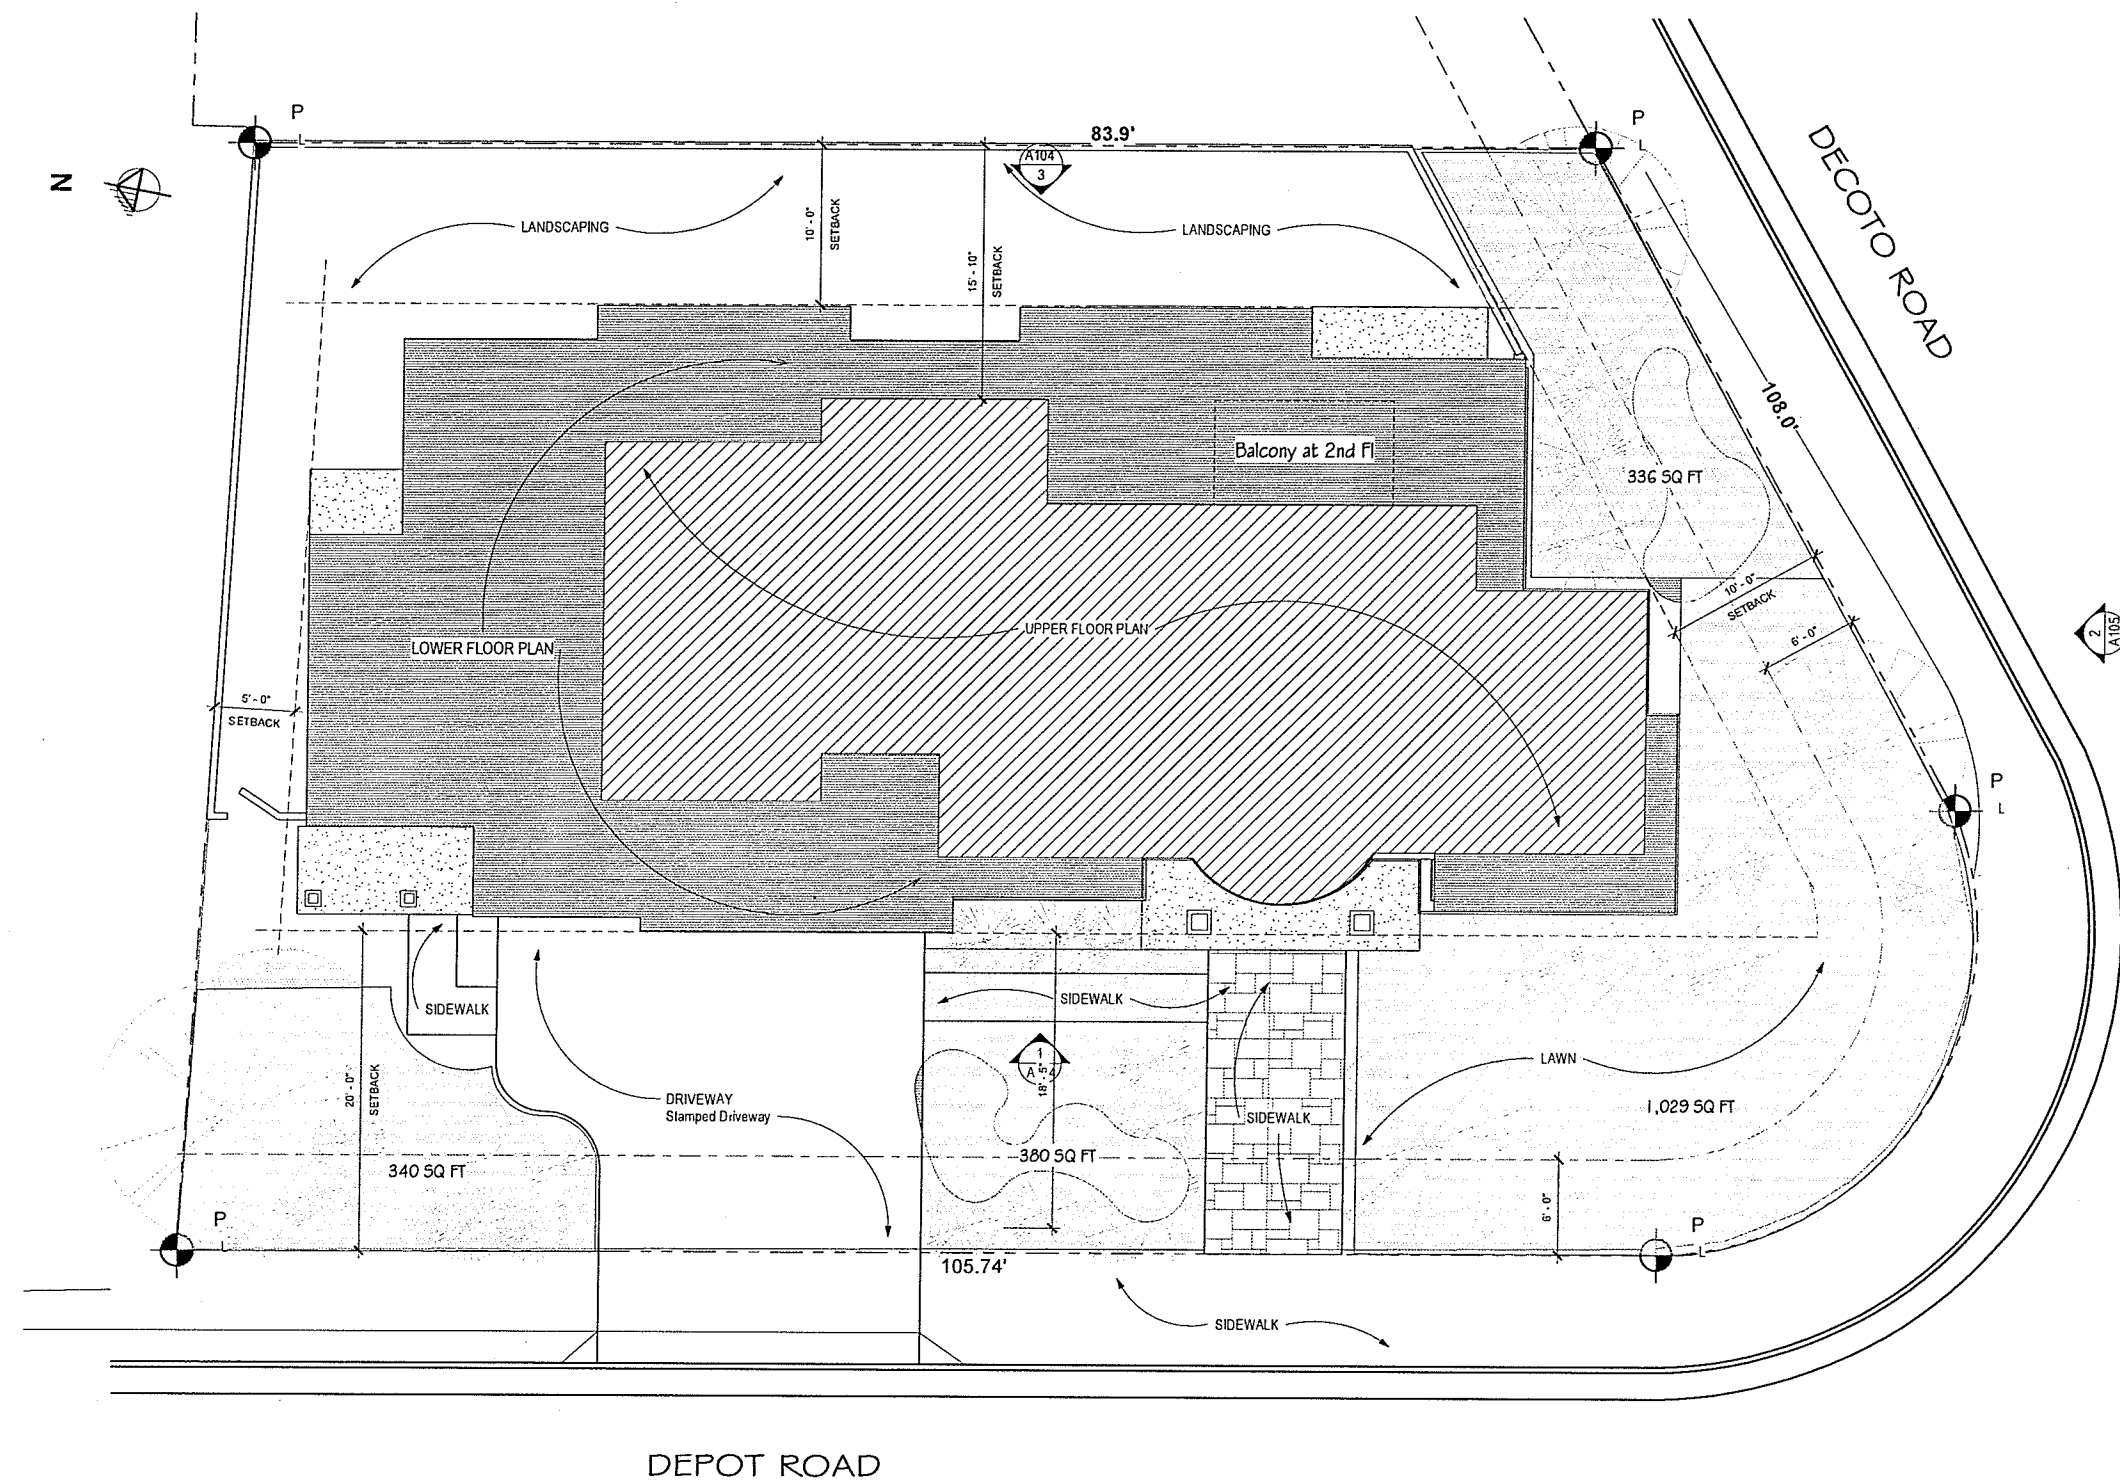 P
L
83.9'
P
L
DECOTO ROAD
N
A104
3
LANDSCAPING
10' - 0"
SETBACK
15' - 10"
SETBACK
LANDSCAPING
108.0'
Balcony at 2nd Fl
336 SQ FT
10' - 0"
SETBACK
6' - 0"
2
A105
UPPER FLOOR PLAN
LOWER FLOOR PLAN
5' - 0"
SETBACK
P
L
SIDEWALK
SIDEWALK
20' - 0"
SETBACK
DRIVEWAY
Stamped Driveway
1
18' - 5"
SIDEWALK
LAWN
1,029 SQ FT
340 SQ FT
380 SQ FT
6' - 0"
P
L
P
L
105.74'
SIDEWALK
DEPOT ROAD